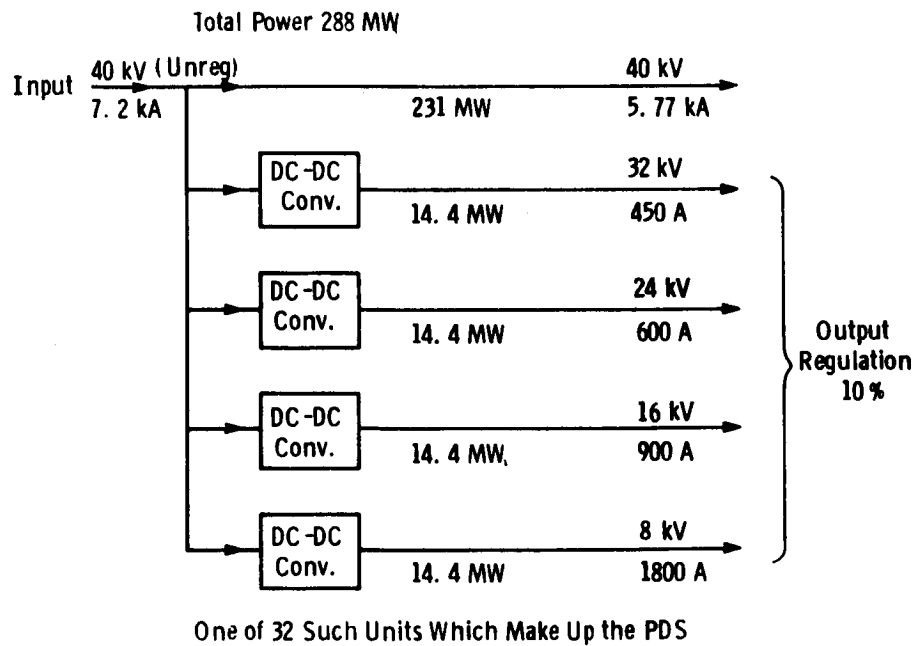 Total Power 288 MW
Input
40 kV (Unreg)
7.2 kA
40 kV
231 MW
5.77 kA
DC-DC
Conv.
32 kV
14.4 MW
450 A
DC-DC
Conv.
24 kV
14.4 MW
600 A
DC-DC
Conv.
16 kV
14.4 MW
900 A
DC-DC
Conv.
8 kV
14.4 MW
1800 A
Output
Regulation
10%
One of 32 Such Units Which Make Up the PDS